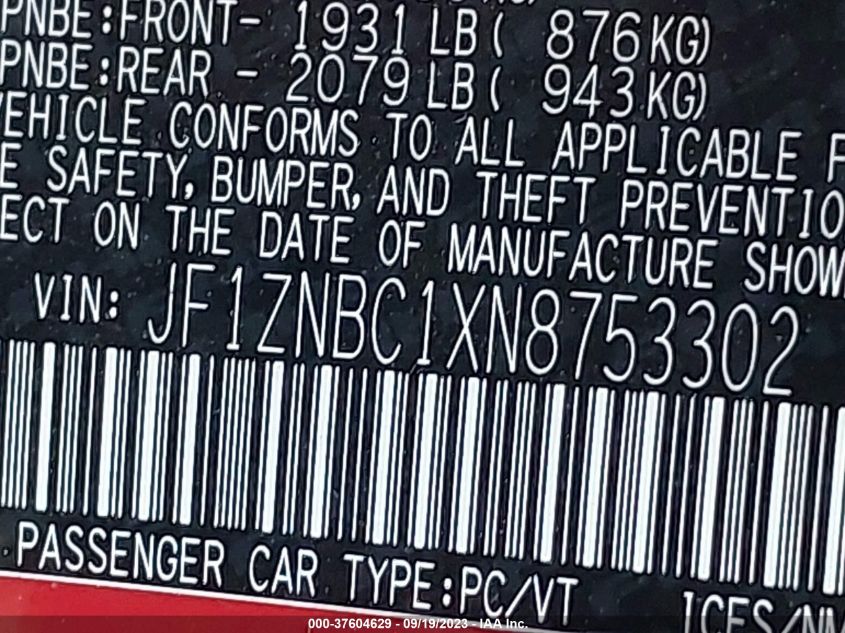 PNBE:FRONT- 1931 LB( 876KG)
PNBE:REAR - 2079 LB( 943KG)
VEHICLE CONFORMS TO ALL APPLICABLE F
E SAFETY, BUMPER, AND THEFT PREVENTIO
ECT ON THE DATE OF MANUFACTURE SHOW
VIN: JF1ZNBC1XN8753302
PASSENGER CAR TYPE:PC/VT ICES/NM
000-37604629 - 09/19/2023 - IAA Inc.